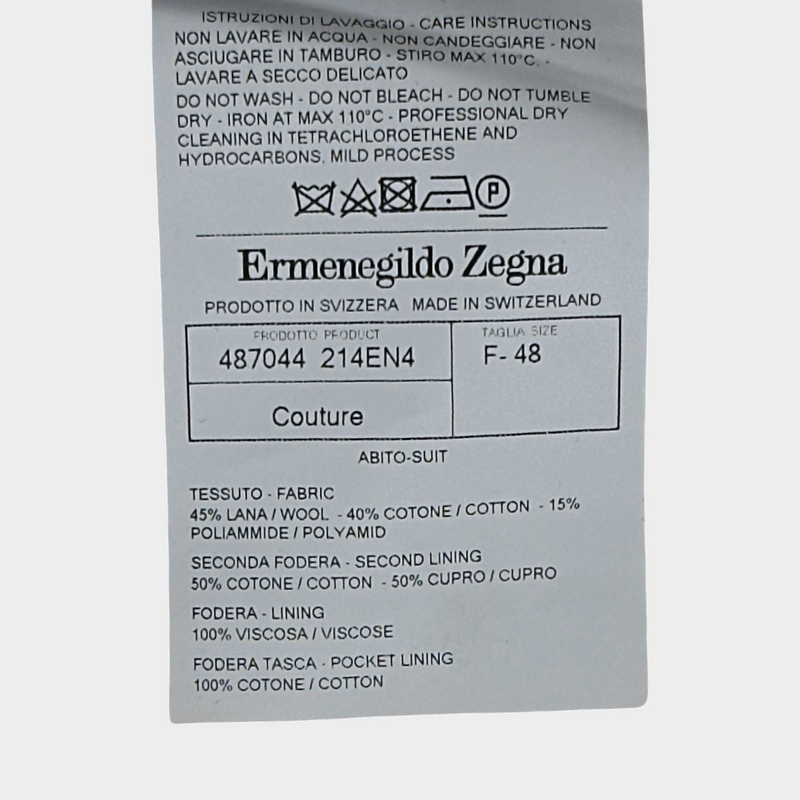 ISTRUZIONI DI LAVAGGIO - CARE INSTRUCTIONS
NON LAVARE IN ACQUA - NON CANDEGGIARE - NON
ASCIUGARE IN TAMBURO - STIRO MAX 110°C. -
LAVARE A SECCO DELICATO
DO NOT WASH - DO NOT BLEACH - DO NOT TUMBLE
DRY - IRON AT MAX 110°C - PROFESSIONAL DRY
CLEANING IN TETRACHLOROETHENE AND
HYDROCARBONS, MILD PROCESS
P
Ermenegildo Zegna
PRODOTTO IN SVIZZERA MADE IN SWITZERLAND
PRODOTTO PRODUCT
487044 214EN4
Couture
TAGLIA SIZE
F- 48
ABITO-SUIT
TESSUTO - FABRIC
45% LANA / WOOL - 40% COTONE / COTTON - 15%
POLIAMMIDE / POLYAMID
SECONDA FODERA - SECOND LINING
50% COTONE / COTTON - 50% CUPRO / CUPRO
FODERA - LINING
100% VISCOSA / VISCOSE
FODERA TASCA - POCKET LINING
100% COTONE / COTTON